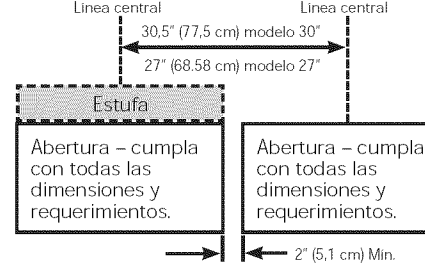 Linea central
Linea central
30,5" (77,5 cm) modelo 30"
27" (68.58 cm) modelo 27"
Estufa
Abertura – cumpla
con todas las
dimensiones y
requerimientos.
Abertura – cumpla
con todas las
dimensiones y
requerimientos.
2" (5,1 cm) Min.